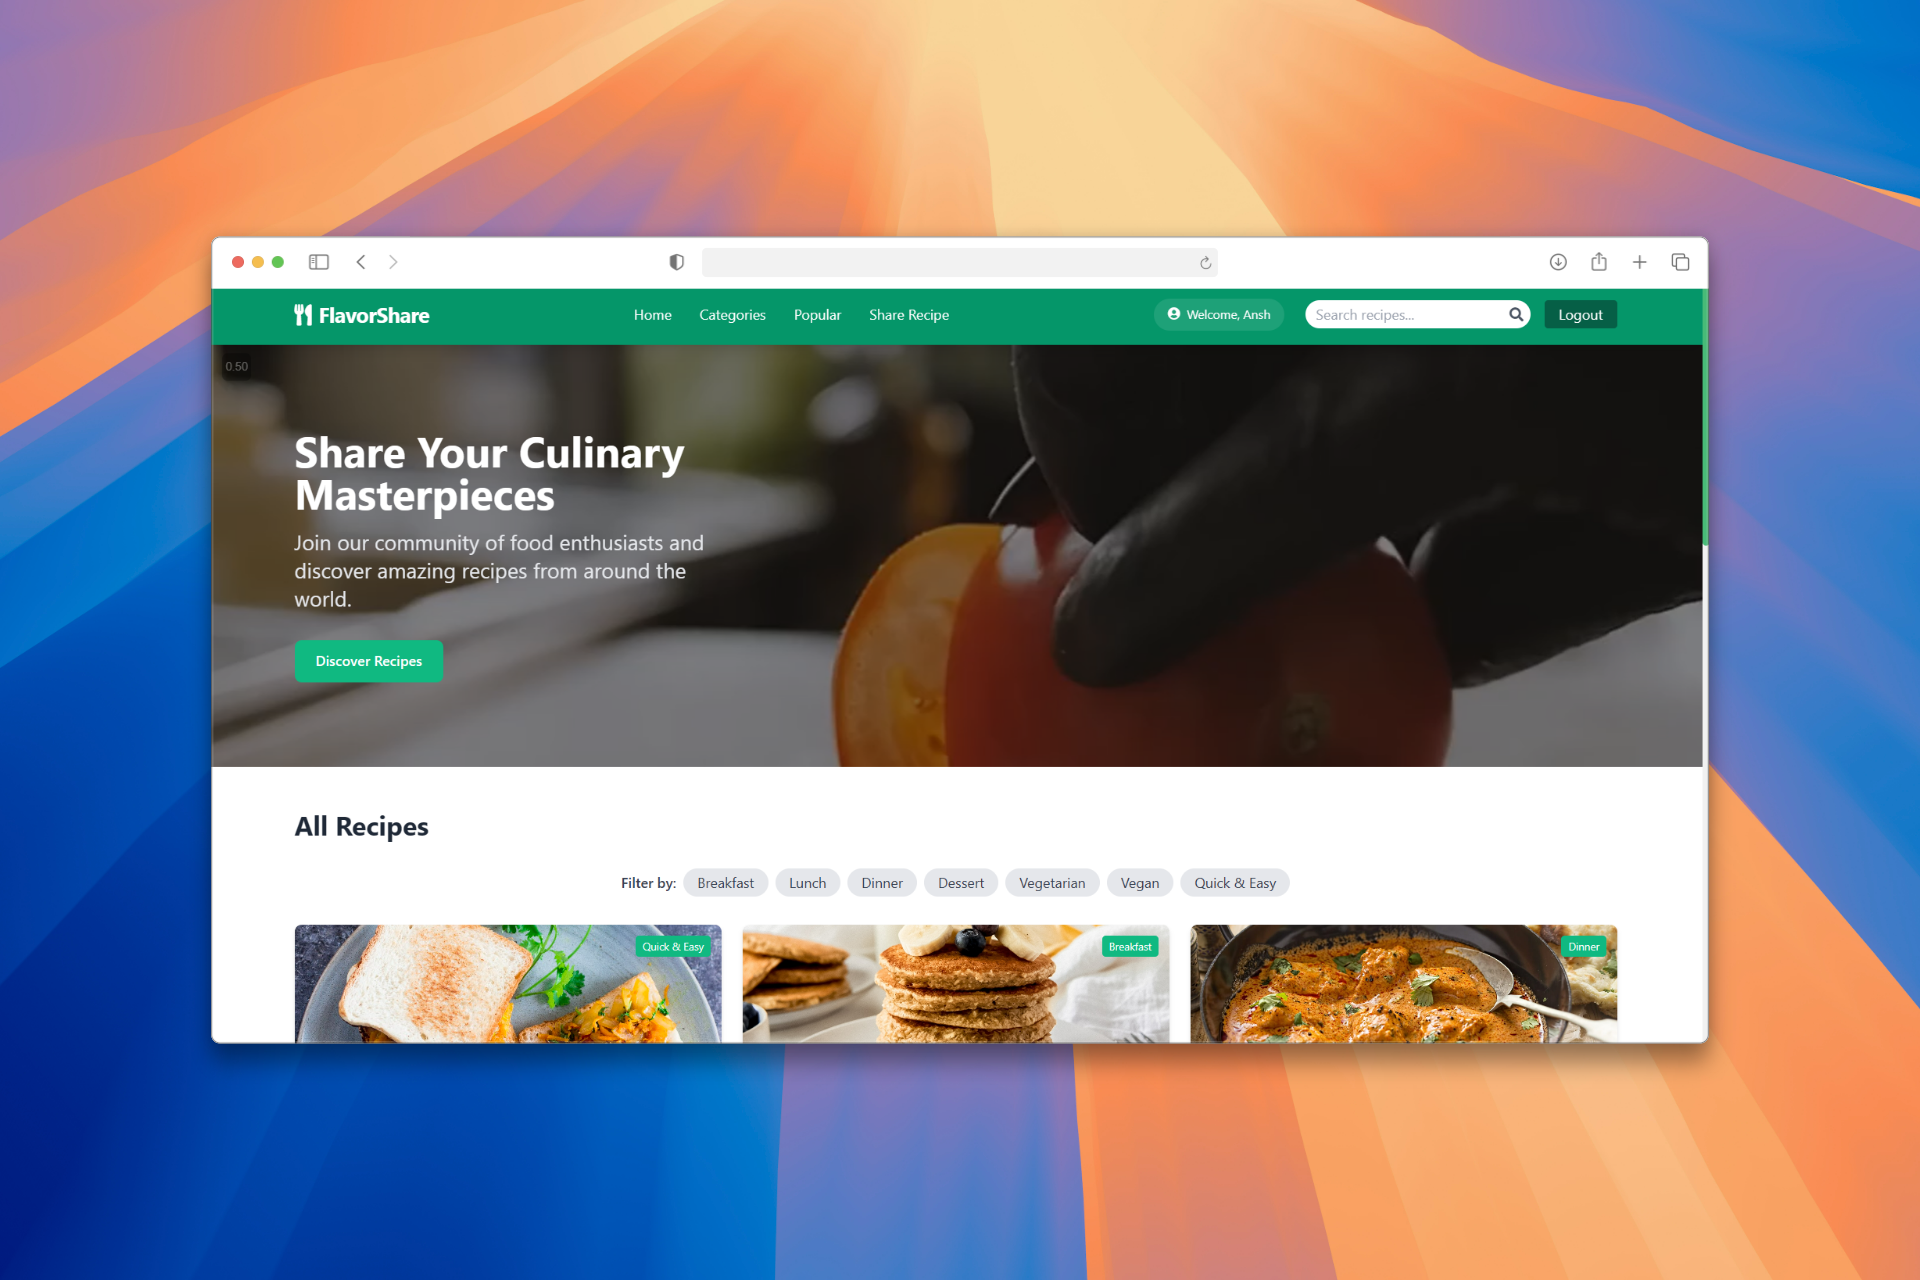 FlavorShare
Home
Categories
Popular
Share Recipe
Welcome, Ansh
Search recipes...
Logout
0:50
Share Your Culinary
Masterpieces
Join our community of food enthusiasts and
discover amazing recipes from around the
world.
Discover Recipes
All Recipes
Filter by:
Breakfast
Lunch
Dinner
Dessert
Vegetarian
Vegan
Quick & Easy
Quick & Easy
Breakfast
Dinner